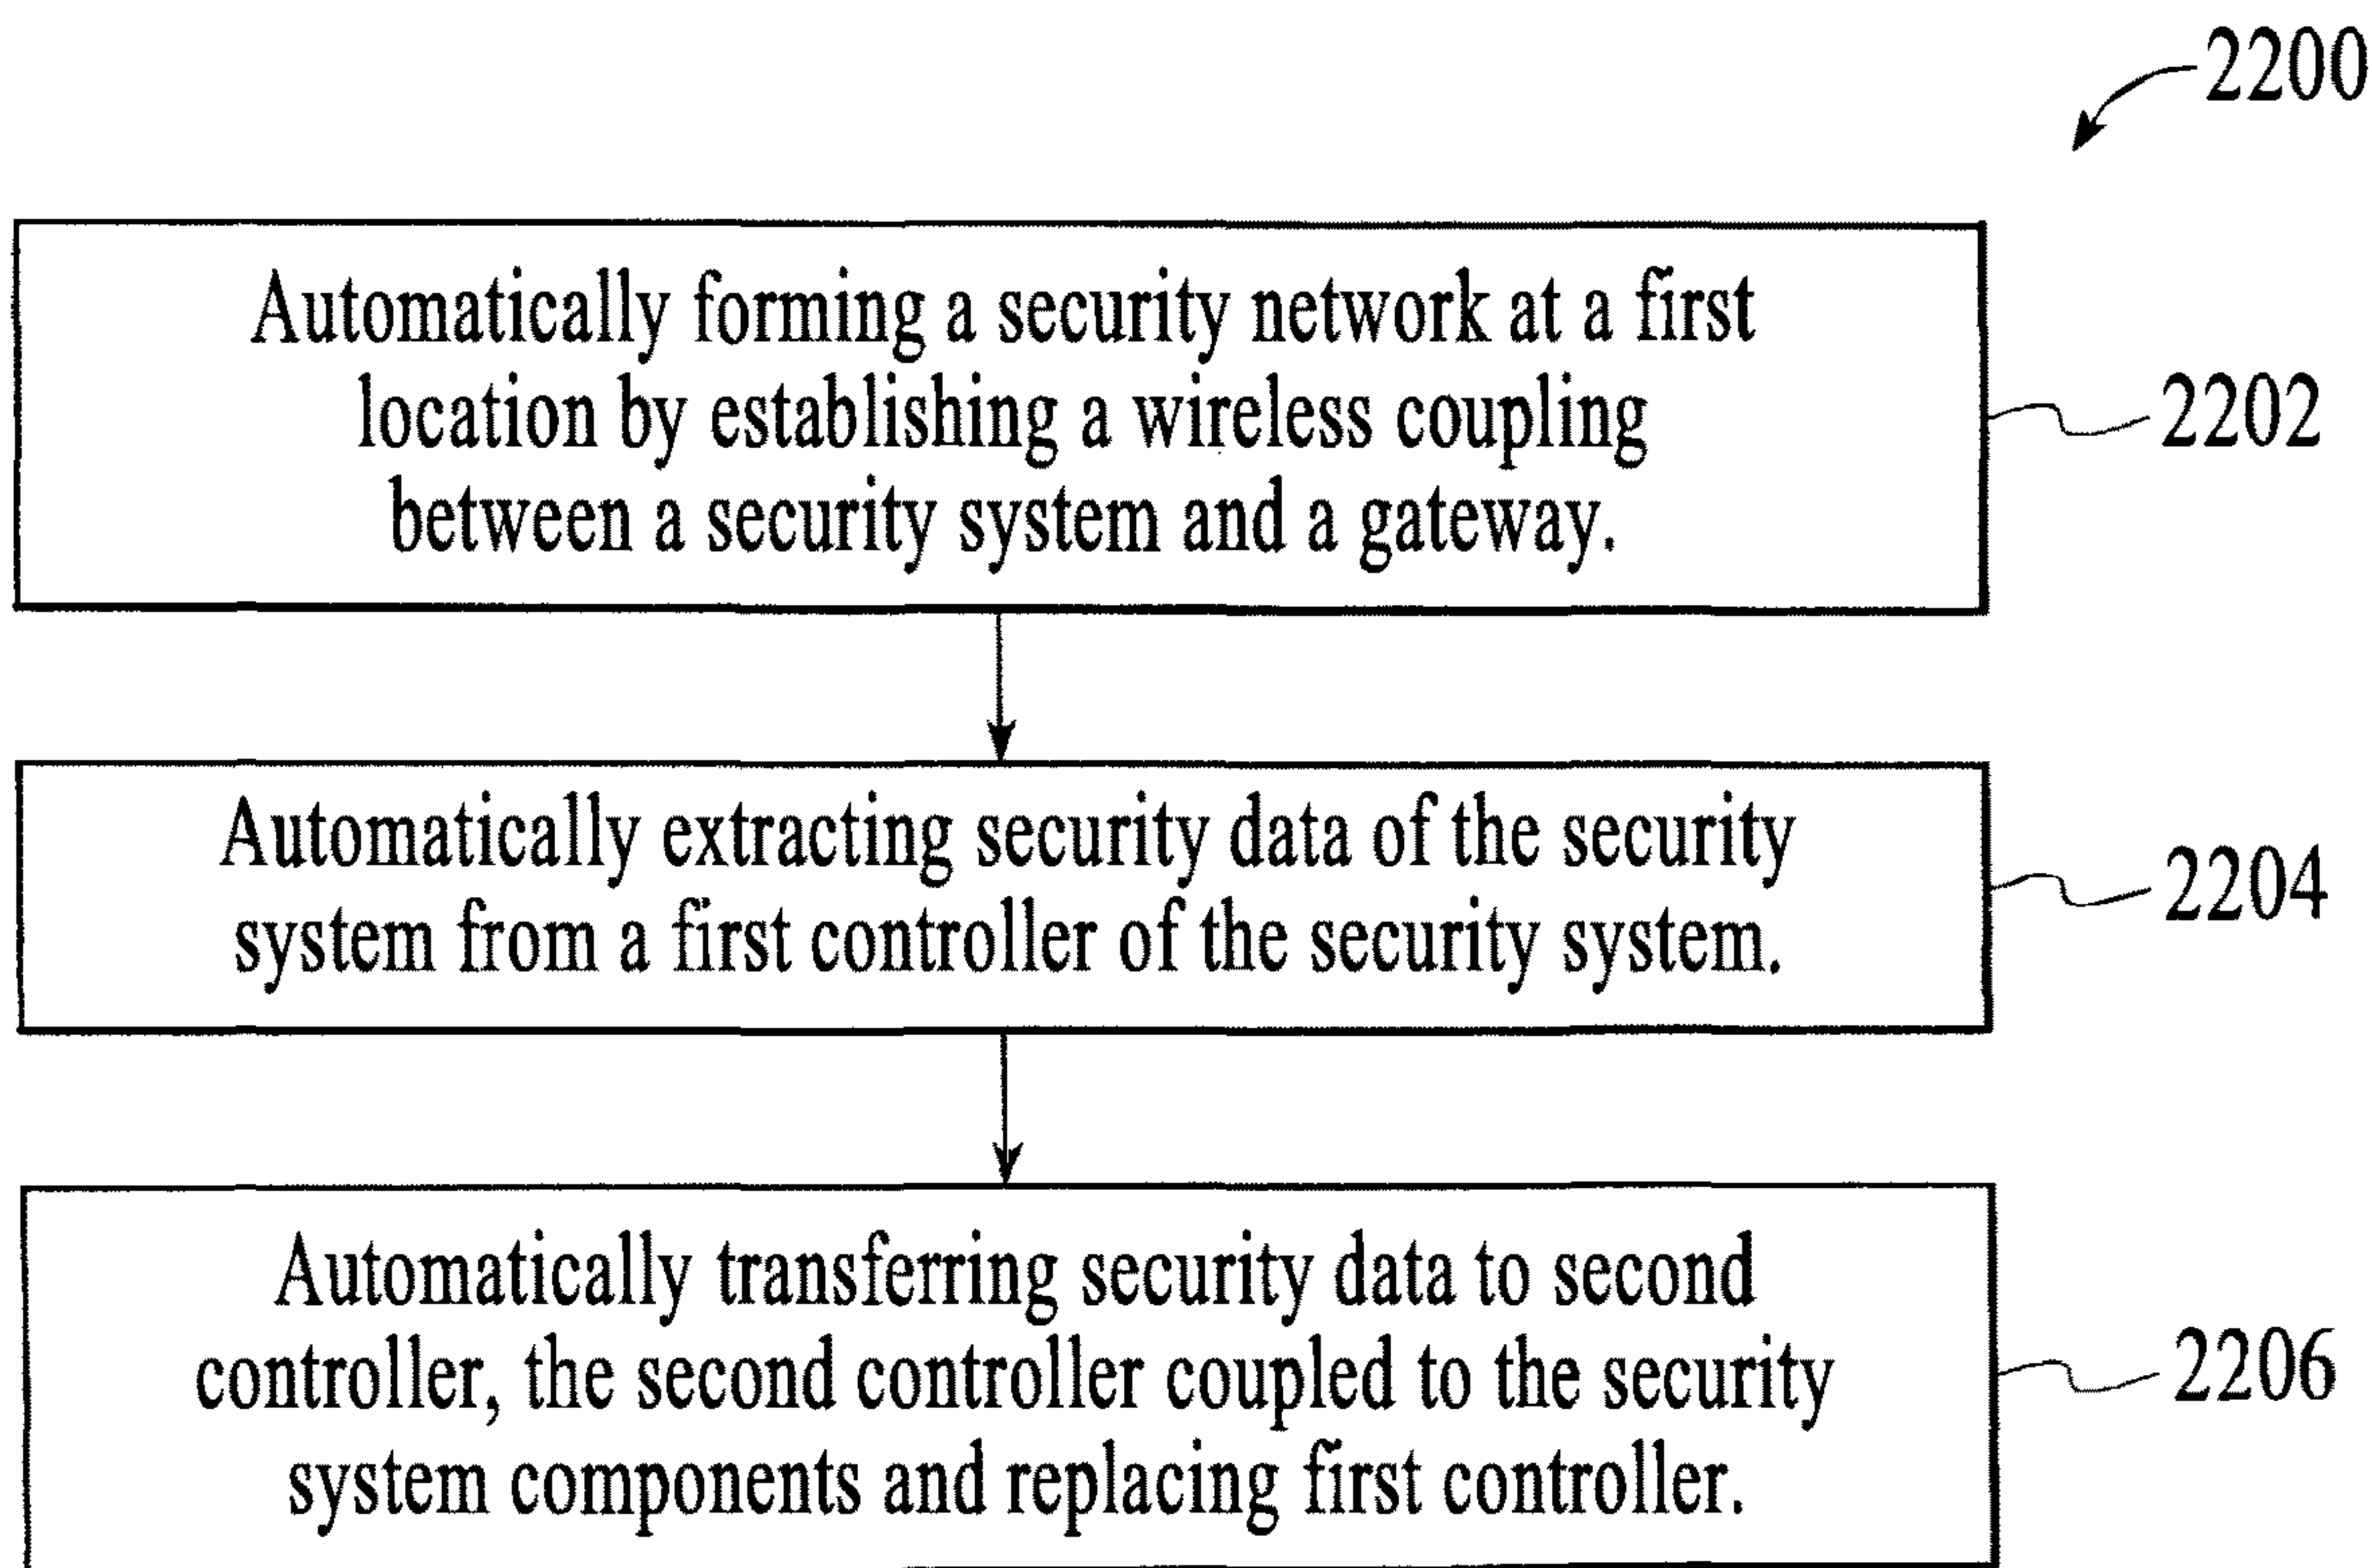 2200
Automatically forming a security network at a first
location by establishing a wireless coupling
between a security system and a gateway.
2202
Automatically extracting security data of the security
system from a first controller of the security system.
2204
Automatically transferring security data to second
controller, the second controller coupled to the security
system components and replacing first controller.
2206